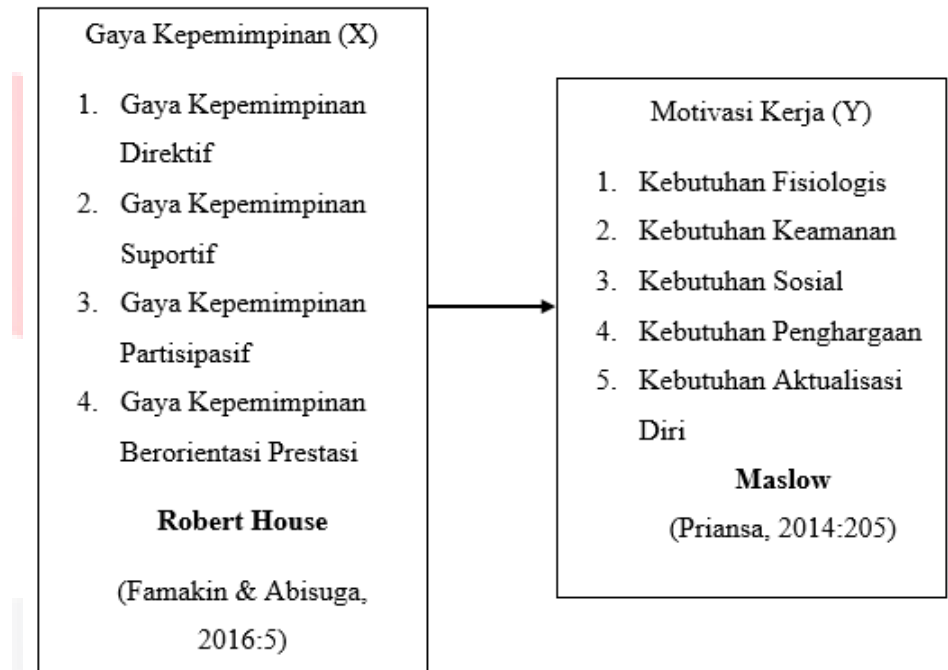 Gaya Kepemimpinan (X)
1. Gaya Kepemimpinan
Direktif
2. Gaya Kepemimpinan
Suportif
3. Gaya Kepemimpinan
Partisipasif
4. Gaya Kepemimpinan
Berorientasi Prestasi
Robert House
(Famakin & Abisuga,
2016:5)
Motivasi Kerja (Y)
1. Kebutuhan Fisiologis
2. Kebutuhan Keamanan
3. Kebutuhan Sosial
4. Kebutuhan Penghargaan
5. Kebutuhan Aktualisasi
Diri
Maslow
(Priansa, 2014:205)